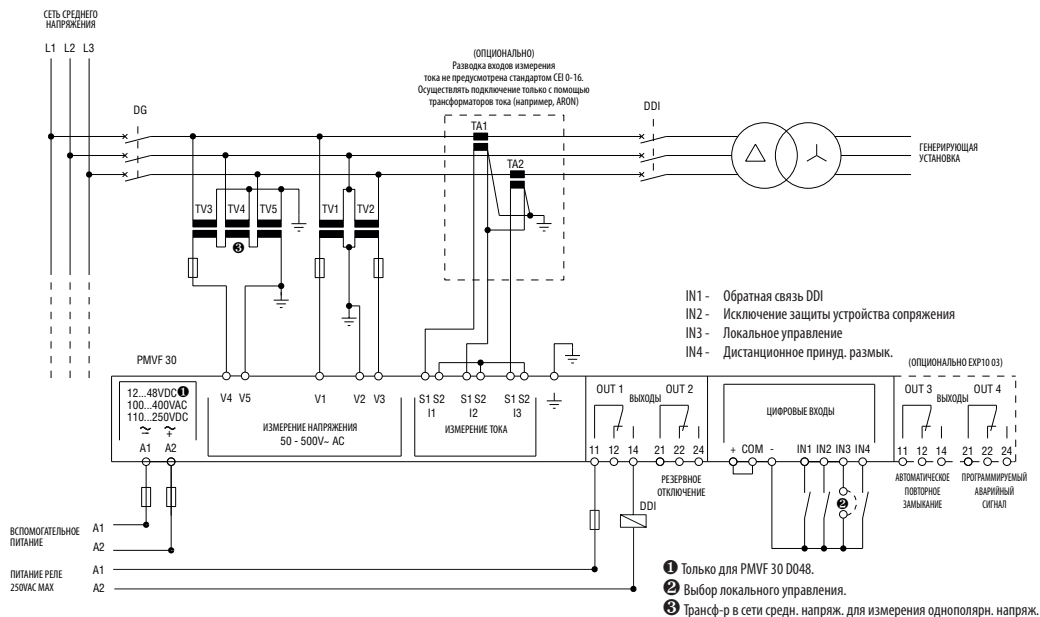 СЕТЬ СРЕДНЕГО
НАПРЯЖЕНИЯ
L1 L2 L3
DG
(ОПЦИОНАЛЬНО)
Разводка входов измерения
тока не предусмотрена стандартом CEI 0-16.
Осуществлять подключение только с помощью
трансформаторов тока (например, ARON)
TA1
TA2
DDI
ГЕНЕРИРУЮЩАЯ
УСТАНОВКА
TV3 TV4 TV5 TV1 TV2
❸
IN1 - Обратная связь DDI
IN2 - Исключение защиты устройства сопряжения
IN3 - Локальное управление
IN4 - Дистанционное принуд. размык.
PMVF 30
12...48VDC❶
100...400VAC
110...250VDC
~ ~
– +
A1 A2
V4 V5 V1 V2 V3
ИЗМЕРЕНИЕ НАПРЯЖЕНИЯ
50 - 500V~ AC
S1 S2 S1 S2 S1 S2
I1 I2 I3
ИЗМЕРЕНИЕ ТОКА
OUT 1 OUT 2
ВЫХОДЫ
11 12 14 21 22 24
РЕЗЕРВНОЕ
ОТКЛЮЧЕНИЕ
ЦИФРОВЫЕ ВХОДЫ
+ COM - IN1 IN2 IN3 IN4
❷
(ОПЦИОНАЛЬНО EXP10 03)
OUT 3 OUT 4
ВЫХОДЫ
11 12 14 21 22 24
АВТОМАТИЧЕСКОЕ
ПОВТОРНОЕ
ЗАМЫКАНИЕ
ПРОГРАММИРУЕМЫЙ
АВАРИЙНЫЙ
СИГНАЛ
DDI
ВСПОМОГАТЕЛЬНОЕ
ПИТАНИЕ
A1
A2
ПИТАНИЕ РЕЛЕ
250VAC MAX
A1
A2
❶ Только для PMVF 30 D048.
❷ Выбор локального управления.
❸ Трансф-р в сети средн. напряж. для измерения однополярн. напряж.